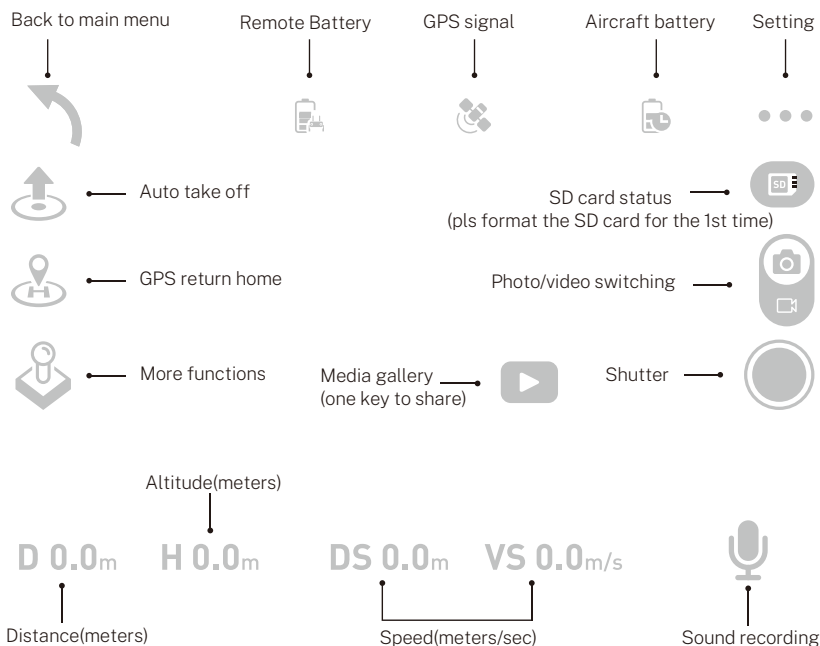 Back to main menu
Remote Battery
GPS signal
Aircraft battery
Setting
Auto take off
SD
SD card status
(pls format the SD card for the 1st time)
GPS return home
H
Photo/video switching
More functions
Media gallery
(one key to share)
Shutter
Altitude(meters)
D 0.0m
H 0.0m
DS 0.0m
VS 0.0m/s
Distance(meters)
Speed(meters/sec)
Sound recording